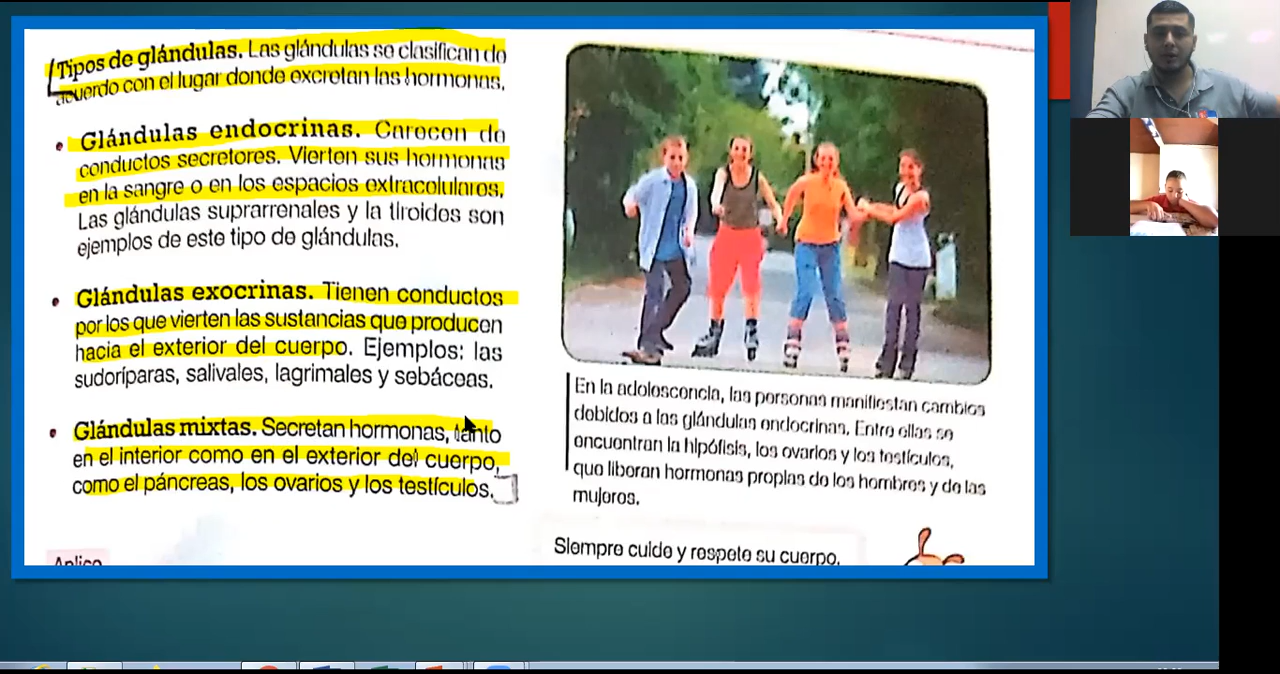 Tipos de glándulas. Las glándulas se clasifican de
acuerdo con el lugar donde excretan las hormonas.
• Glándulas endocrinas. Carecen de
conductos secretores. Vierten sus hormonas
en la sangre o en los espacios extracelulares.
Las glándulas suprarrenales y la tiroides son
ejemplos de este tipo de glándulas.
• Glándulas exocrinas. Tienen conductos
por los que vierten las sustancias que producen
hacia el exterior del cuerpo. Ejemplos: las
sudoríparas, salivales, lagrimales y sebáceas.
• Glándulas mixtas. Secretan hormonas, tanto
en el interior como en el exterior del cuerpo,
como el páncreas, los ovarios y los testículos.
Aplico
En la adolescencia, las personas manifiestan cambios
debidos a las glándulas endocrinas. Entre ellas se
encuentran la hipófisis, los ovarios y los testículos,
que liberan hormonas propias de los hombres y de las
mujeres.
Siempre cuido y respeto su cuerpo.